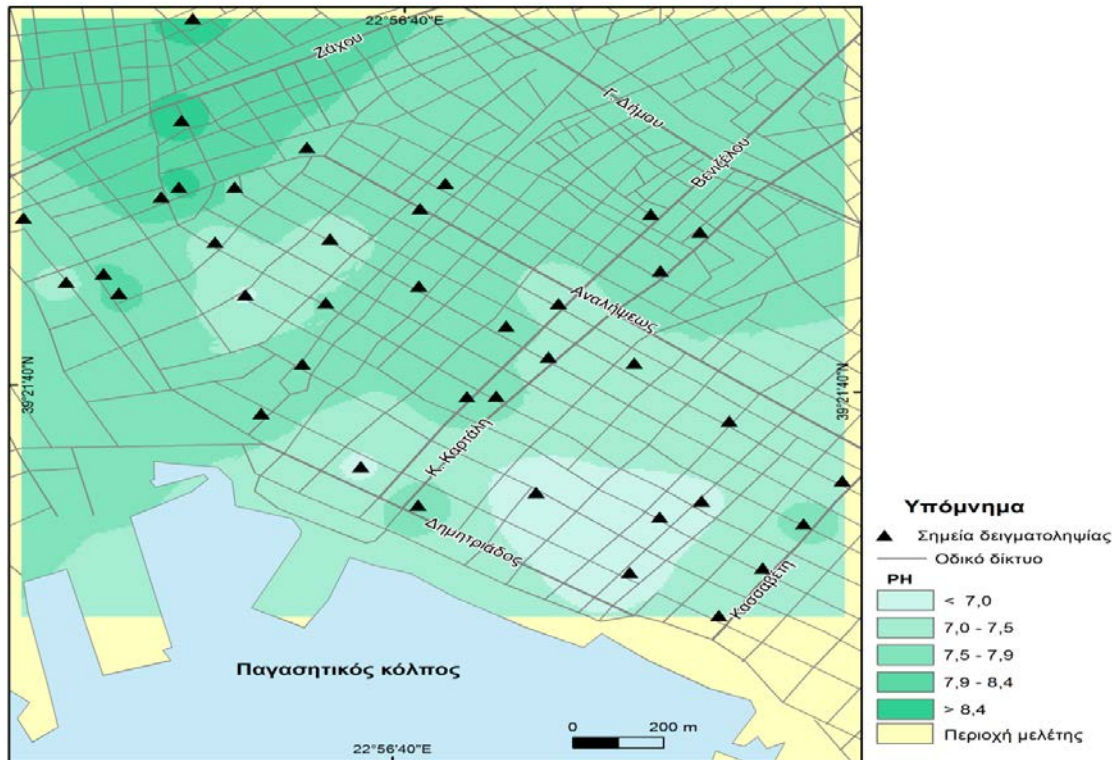 22°56'40"E
Ζάχου
Γ. Δήμου
Βενιζέλου
Αναλήψεως
39°21'40"N
39°21'40"N
Κ. Καρτάλη
Δημητριάδος
Κασσαβέτη
Παγασητικός κόλπος
0 200 m
22°56'40"E
Υπόμνημα
Σημεία δειγματοληψίας
Οδικό δίκτυο
PH
< 7,0
7,0 - 7,5
7,5 - 7,9
7,9 - 8,4
> 8,4
Περιοχή μελέτης